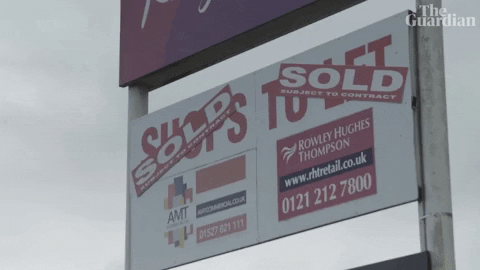 The
Guardian
SHOPS TO LET
SOLD
SUBJECT TO CONTRACT
SOLD
SUBJECT TO CONTRACT
AMT
01527 821 111
ROWLEY HUGHES
THOMPSON
www.rhtretail.co.uk
0121 212 7800